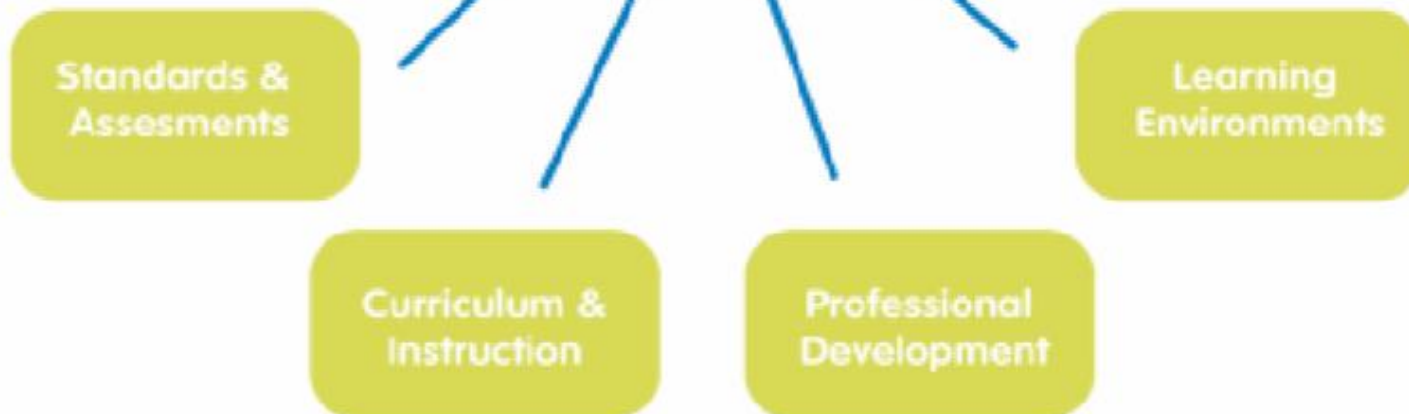 Standards &
Assesments
Learning
Environments
Curriculum &
Instruction
Professional
Development